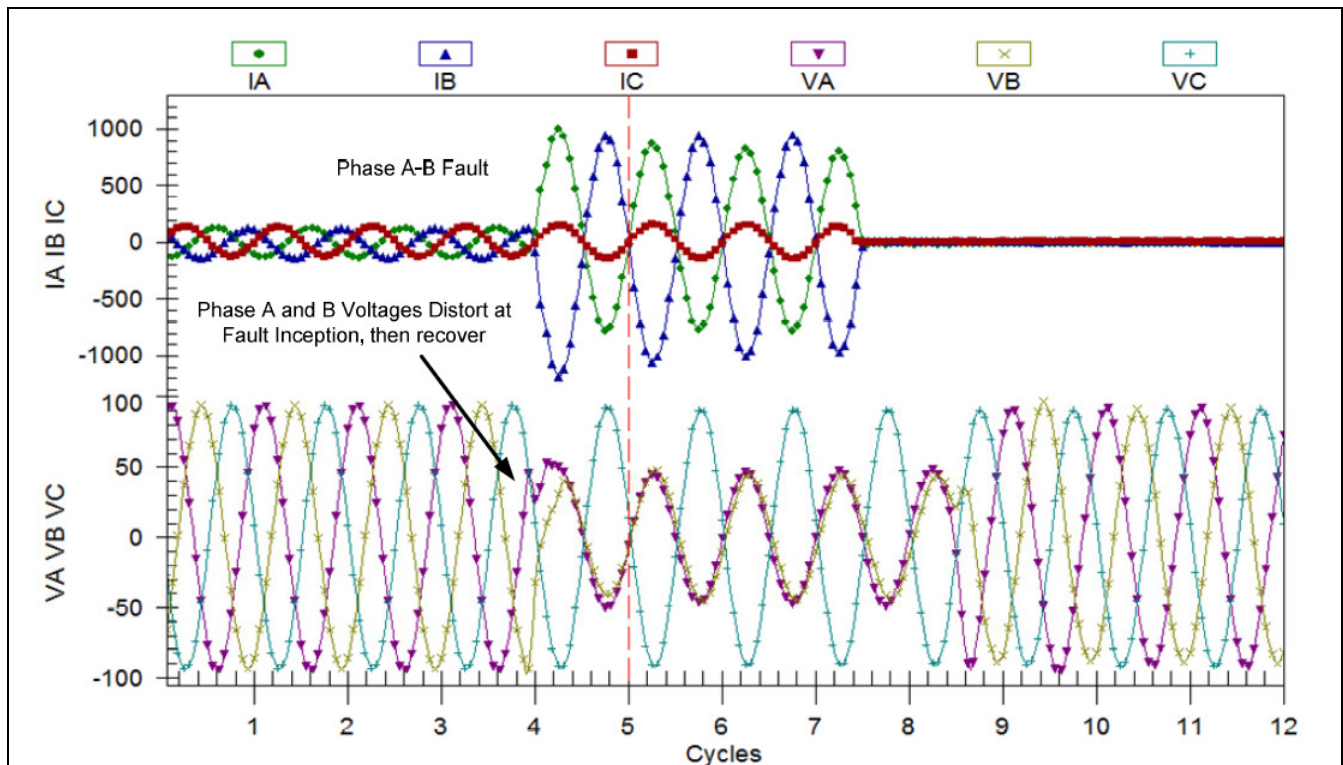 IA IB IC VA VB VC
1000
Phase A-B Fault
500
0
-500
-1000
IA IB IC
Phase A and B Voltages Distort at
Fault Inception, then recover
100
50
0
-50
-100
VA VB VC
1 2 3 4 5 6 7 8 9 10 11 12
Cycles